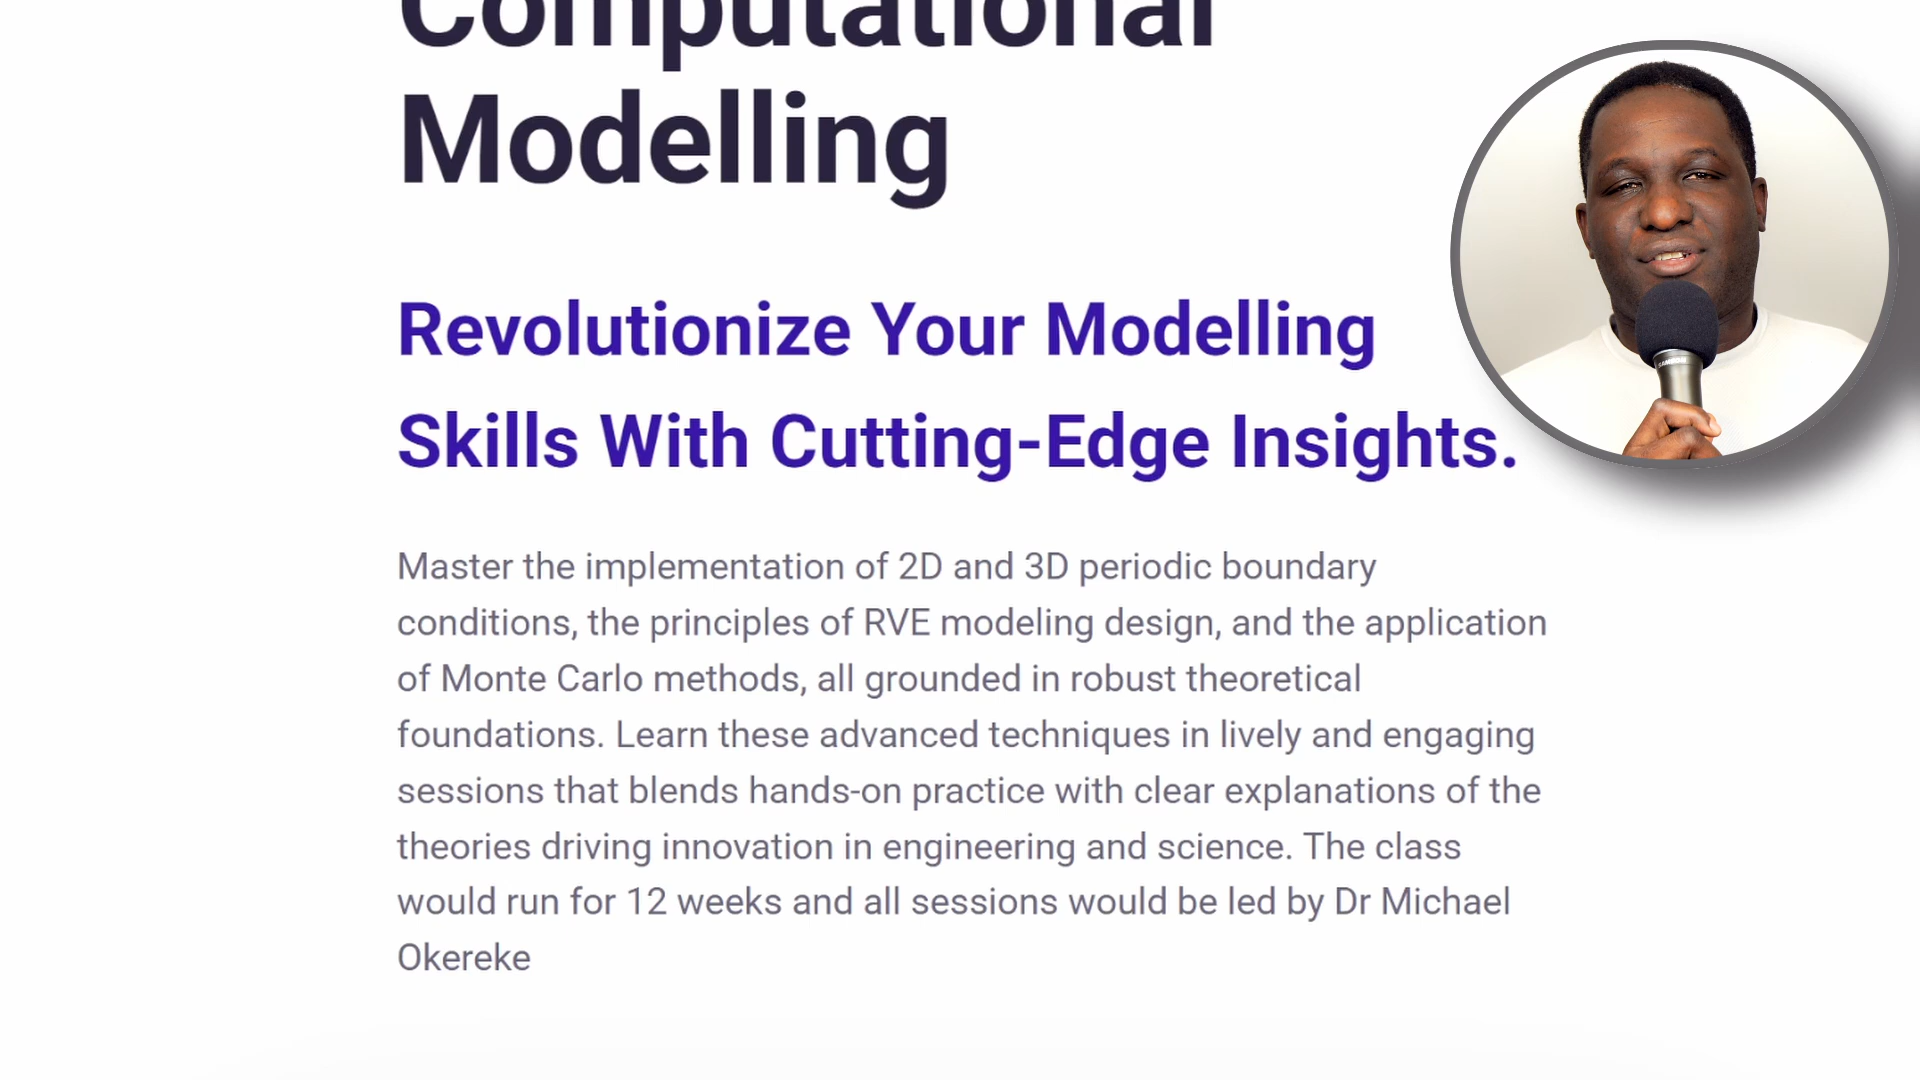 Computational
Modelling
Revolutionize Your Modelling
Skills With Cutting-Edge Insights.
Master the implementation of 2D and 3D periodic boundary
conditions, the principles of RVE modeling design, and the application
of Monte Carlo methods, all grounded in robust theoretical
foundations. Learn these advanced techniques in lively and engaging
sessions that blends hands-on practice with clear explanations of the
theories driving innovation in engineering and science. The class
would run for 12 weeks and all sessions would be led by Dr Michael
Okereke